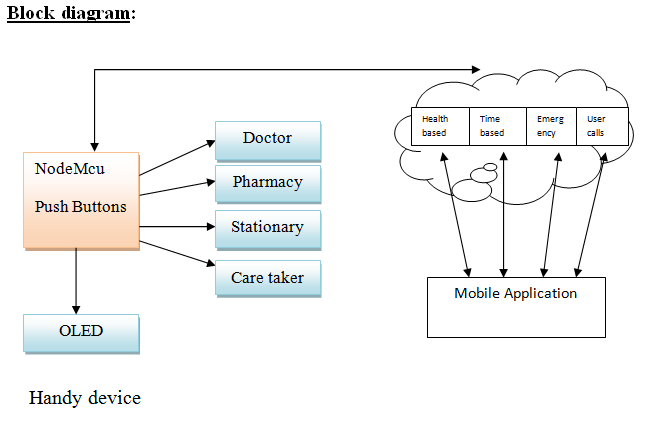 Block diagram:
Health
based
Time
based
Emerg
ency
User
calls
NodeMcu
Push Buttons
Doctor
Pharmacy
Stationary
Care taker
Mobile Application
OLED
Handy device